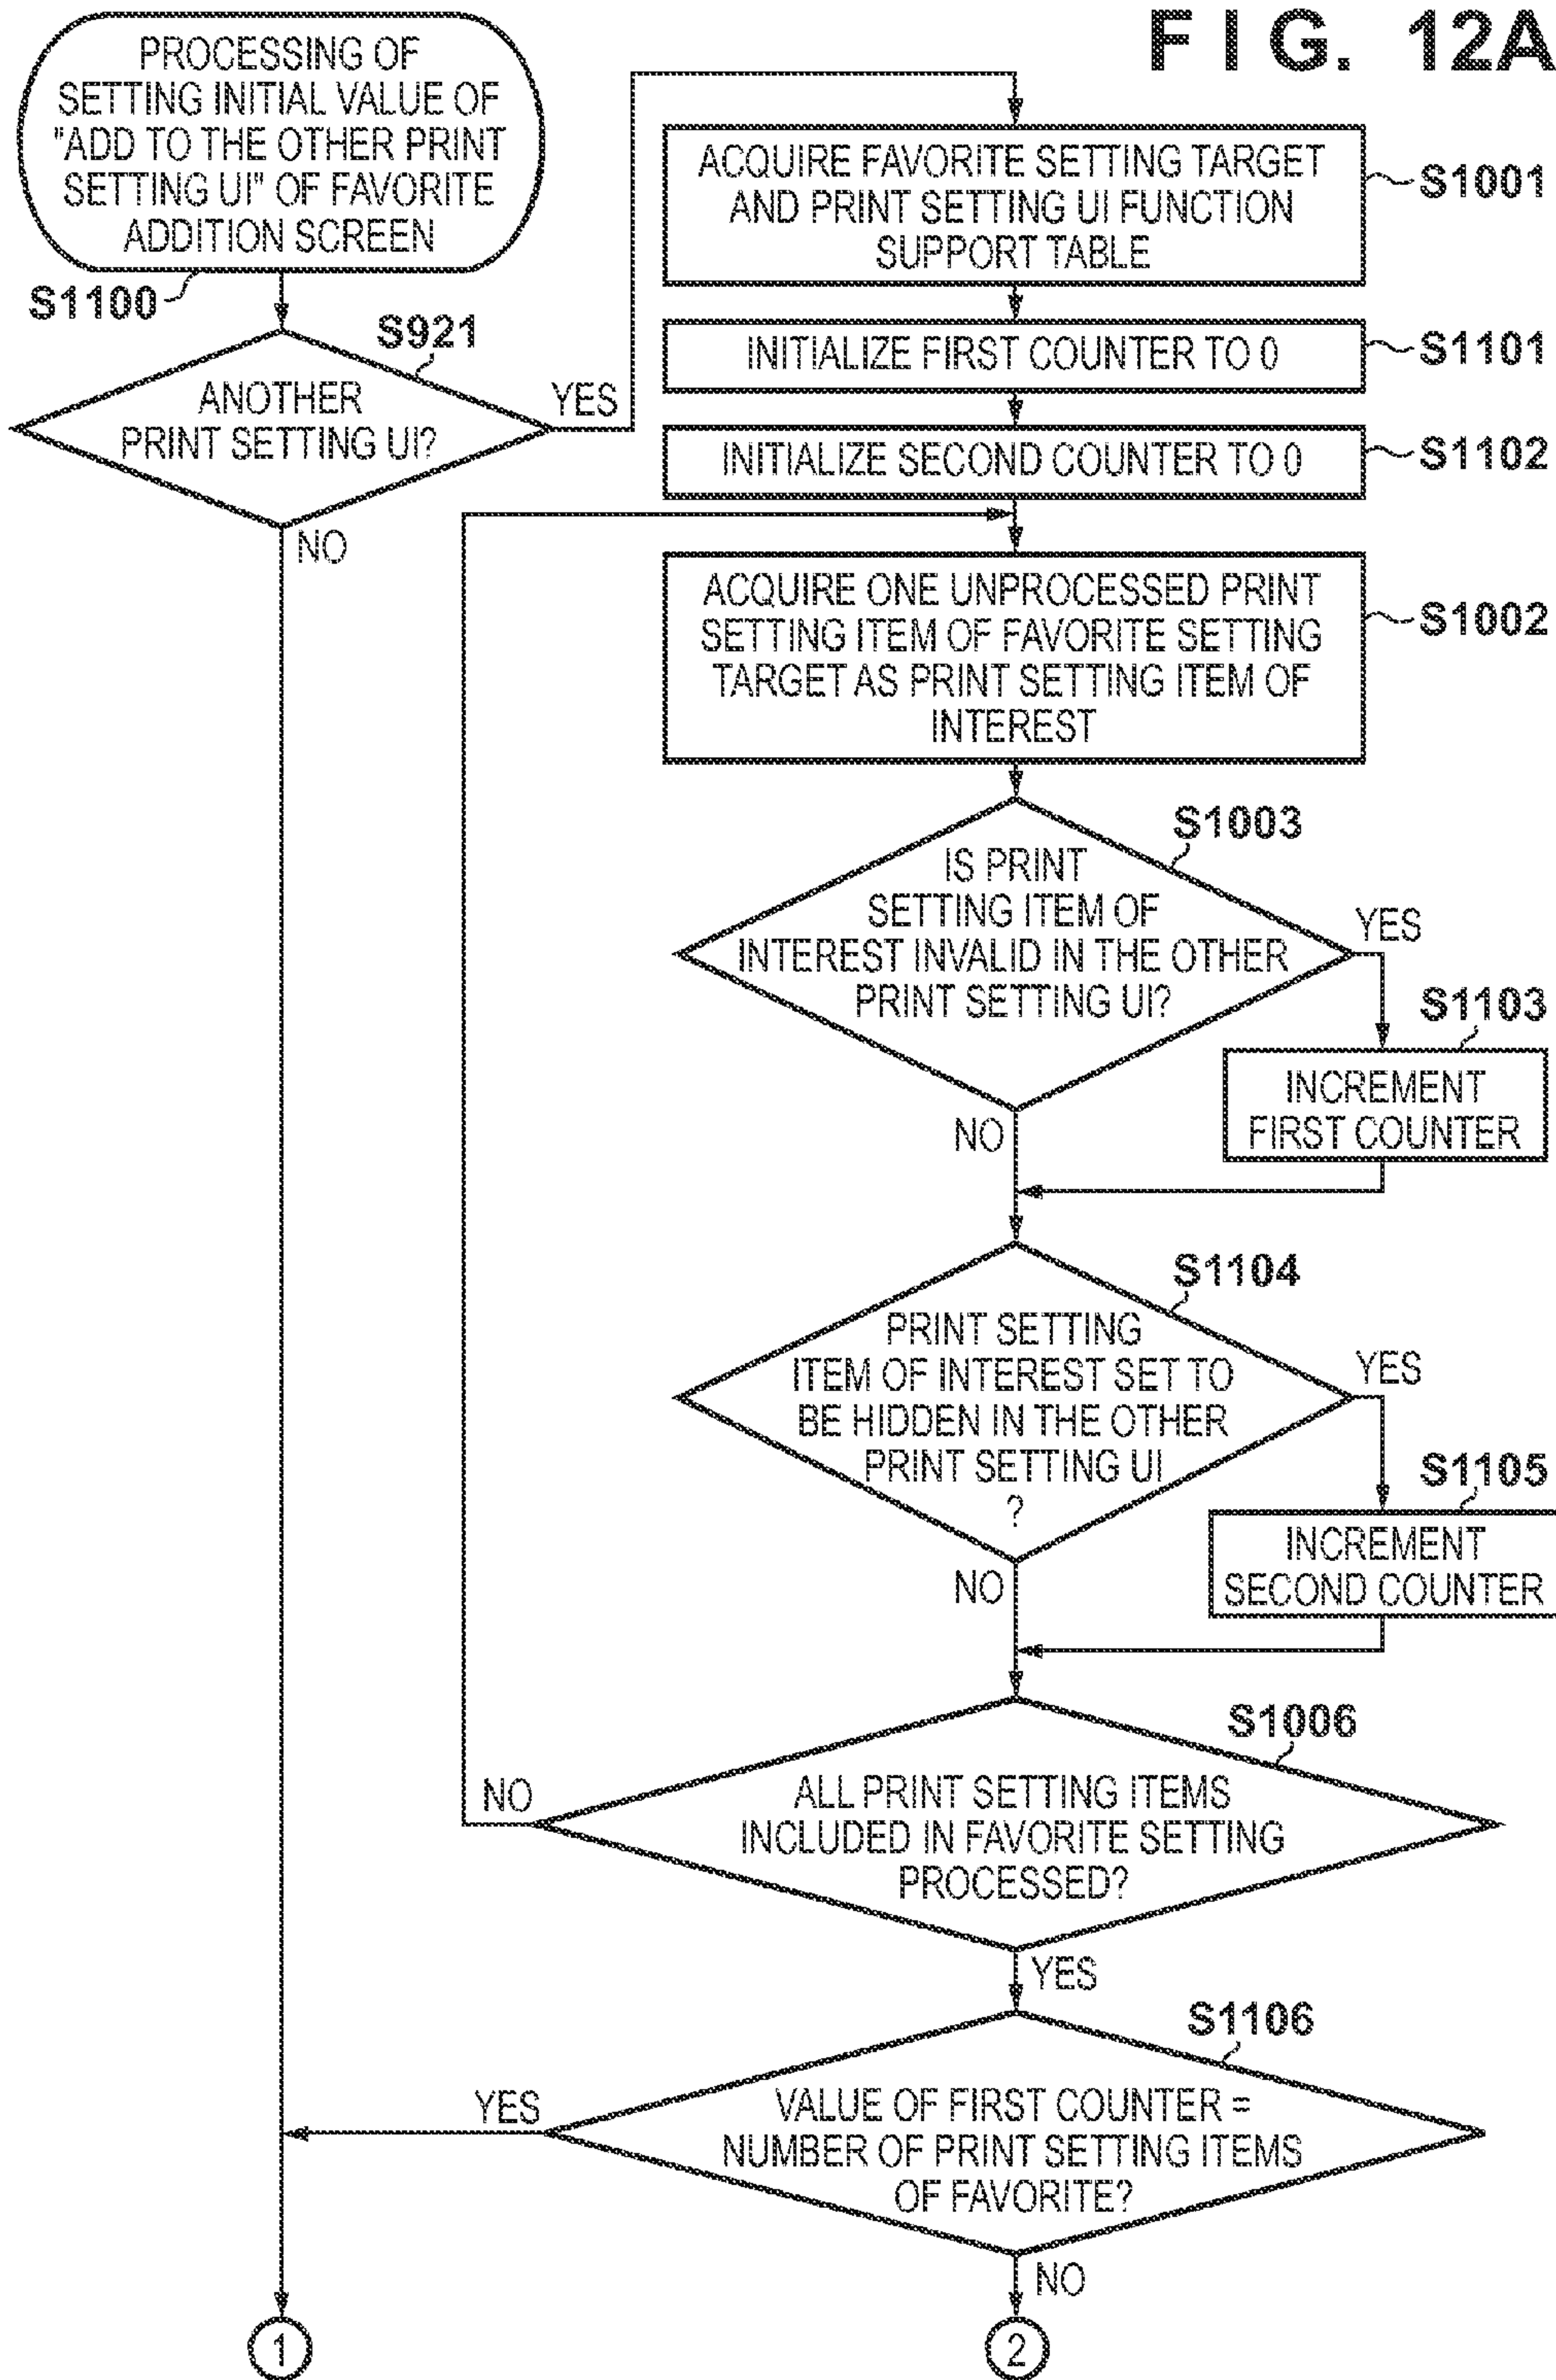 FIG. 12A
PROCESSING OF
SETTING INITIAL VALUE OF
"ADD TO THE OTHER PRINT
SETTING UI" OF FAVORITE
ADDITION SCREEN
S1100
S921
ANOTHER
PRINT SETTING UI?
YES
NO
ACQUIRE FAVORITE SETTING TARGET
AND PRINT SETTING UI FUNCTION
SUPPORT TABLE
S1001
INITIALIZE FIRST COUNTER TO 0
S1101
INITIALIZE SECOND COUNTER TO 0
S1102
ACQUIRE ONE UNPROCESSED PRINT
SETTING ITEM OF FAVORITE SETTING
TARGET AS PRINT SETTING ITEM OF
INTEREST
S1002
S1003
IS PRINT
SETTING ITEM OF
INTEREST INVALID IN THE OTHER
PRINT SETTING UI?
YES
S1103
INCREMENT
FIRST COUNTER
NO
S1104
PRINT SETTING
ITEM OF INTEREST SET TO
BE HIDDEN IN THE OTHER
PRINT SETTING UI
?
YES
S1105
INCREMENT
SECOND COUNTER
NO
S1006
ALL PRINT SETTING ITEMS
INCLUDED IN FAVORITE SETTING
PROCESSED?
NO
YES
S1106
VALUE OF FIRST COUNTER =
NUMBER OF PRINT SETTING ITEMS
OF FAVORITE?
YES
NO
1
2